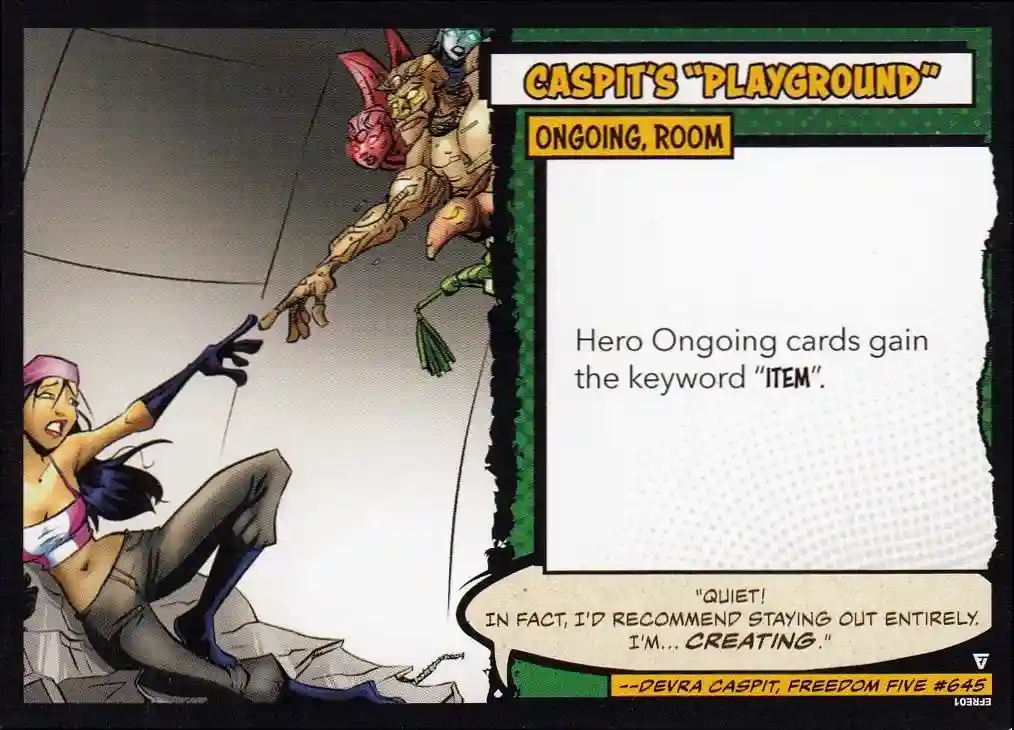 CASPIT'S "PLAYGROUND"
ONGOING, ROOM
Hero Ongoing cards gain
the keyword "ITEM".
"QUIET!
IN FACT, I'D RECOMMEND STAYING OUT ENTIRELY.
I'M... CREATING."
--DEVRA CASPIT, FREEDOM FIVE #645
EFRE01